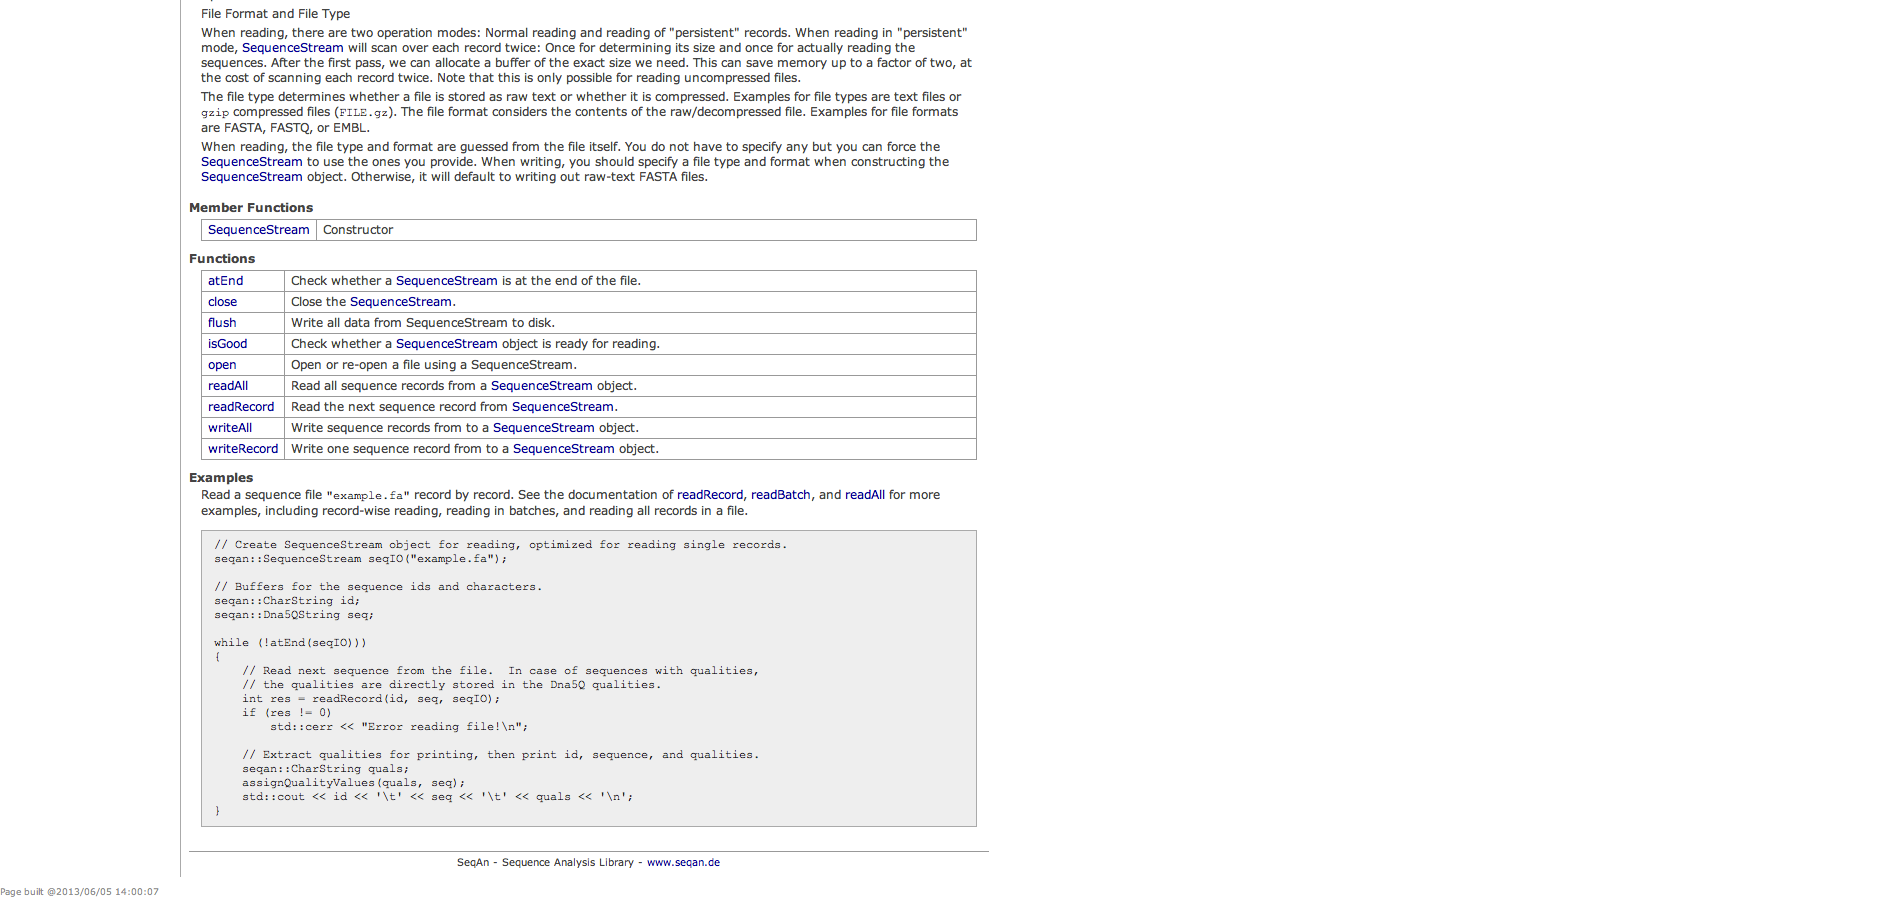 File Format and File Type
When reading, there are two operation modes: Normal reading and reading of "persistent" records. When reading in "persistent"
mode, SequenceStream will scan over each record twice: Once for determining its size and once for actually reading the
sequences. After the first pass, we can allocate a buffer of the exact size we need. This can save memory up to a factor of two, at
the cost of scanning each record twice. Note that this is only possible for reading uncompressed files.
The file type determines whether a file is stored as raw text or whether it is compressed. Examples for file types are text files or
gzip compressed files (FILE.gz). The file format considers the contents of the raw/decompressed file. Examples for file formats
are FASTA, FASTQ, or EMBL.
When reading, the file type and format are guessed from the file itself. You do not have to specify any but you can force the
SequenceStream to use the ones you provide. When writing, you should specify a file type and format when constructing the
SequenceStream object. Otherwise, it will default to writing out raw-text FASTA files.
Member Functions
SequenceStream Constructor
Functions
atEnd Check whether a SequenceStream is at the end of the file.
close Close the SequenceStream.
flush Write all data from SequenceStream to disk.
isGood Check whether a SequenceStream object is ready for reading.
open Open or re-open a file using a SequenceStream.
readAll Read all sequence records from a SequenceStream object.
readRecord Read the next sequence record from SequenceStream.
writeAll Write sequence records from to a SequenceStream object.
writeRecord Write one sequence record from to a SequenceStream object.
Examples
Read a sequence file "example.fa" record by record. See the documentation of readRecord, readBatch, and readAll for more
examples, including record-wise reading, reading in batches, and reading all records in a file.
// Create SequenceStream object for reading, optimized for reading single records.
seqan::SequenceStream seqIO("example.fa");
// Buffers for the sequence ids and characters.
seqan::CharString id;
seqan::Dna5QString seq;
while (!atEnd(seqIO)))
{
// Read next sequence from the file.  In case of sequences with qualities,
// the qualities are directly stored in the Dna5Q qualities.
int res = readRecord(id, seq, seqIO);
if (res != 0)
std::cerr << "Error reading file!\n";
// Extract qualities for printing, then print id, sequence, and qualities.
seqan::CharString quals;
assignQualityValues(quals, seq);
std::cout << id << '\t' << seq << '\t' << quals << '\n';
}
SeqAn - Sequence Analysis Library - www.seqan.de
Page built @2013/06/05 14:00:07